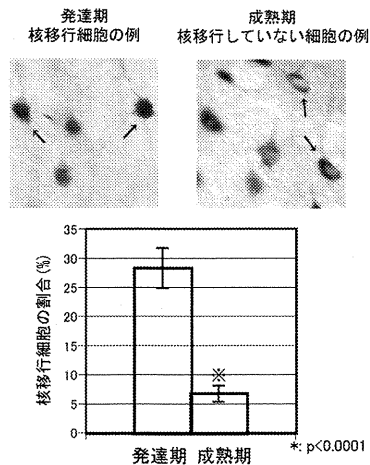 発達期
核移行細胞の例
成熟期
核移行していない細胞の例
核移行細胞の割合(%)
35
30
25
20
15
10
5
0
※
発達期 成熟期
*: p<0.0001